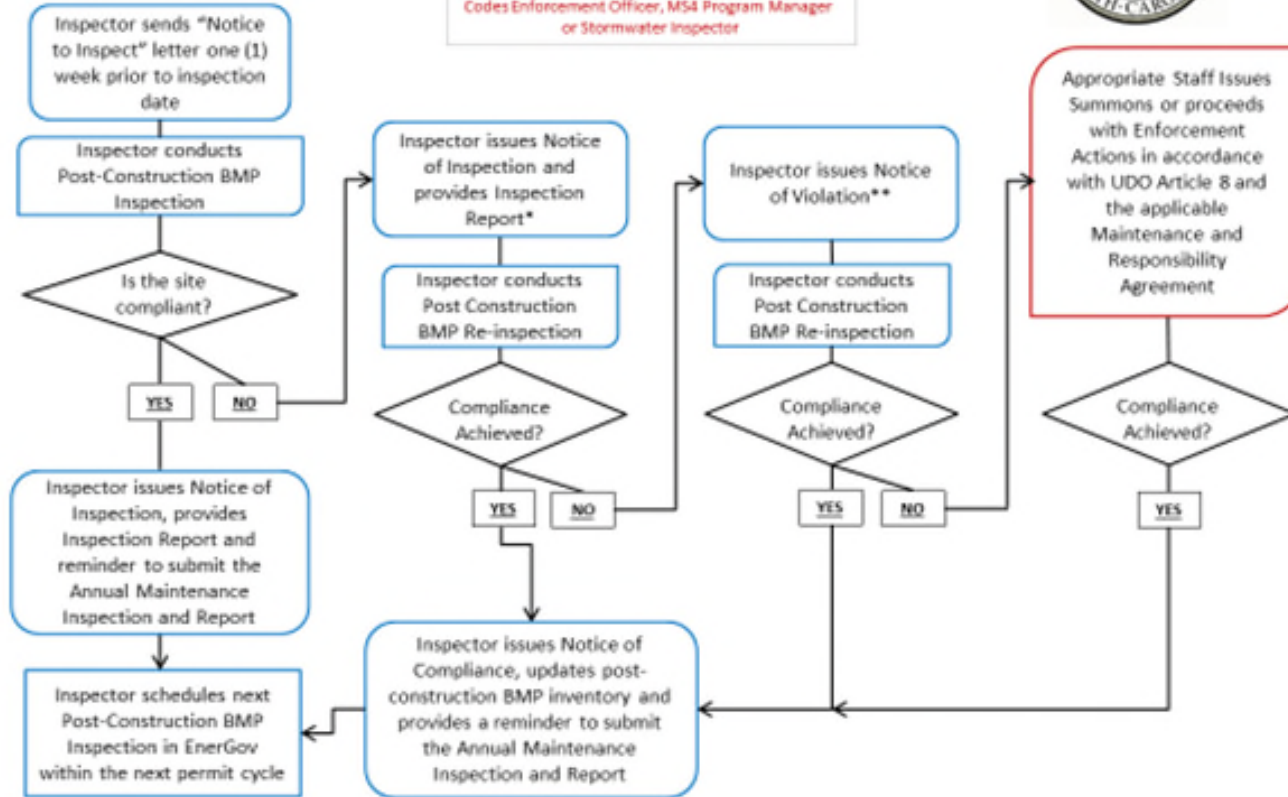 Codes Enforcement Officer, MS4 Program Manager
or Stormwater Inspector
TH-CARO
Inspector sends "Notice
to Inspect" letter one (1)
week prior to inspection
date
Inspector conducts
Post-Construction BMP
Inspection
Is the site
compliant?
YES
NO
Inspector issues Notice of
Inspection, provides
Inspection Report and
reminder to submit the
Annual Maintenance
Inspection and Report
Inspector schedules next
Post-Construction BMP
Inspection in EnerGov
within the next permit cycle
Inspector issues Notice
of Inspection and
provides Inspection
Report*
Inspector conducts
Post Construction
BMP Re-inspection
Compliance
Achieved?
YES
NO
Inspector issues Notice of
Compliance, updates post-
construction BMP inventory and
provides a reminder to submit
the Annual Maintenance
Inspection and Report
Inspector issues Notice
of Violation**
Inspector conducts
Post Construction
BMP Re-inspection
Compliance
Achieved?
YES
NO
Appropriate Staff Issues
Summons or proceeds
with Enforcement
Actions in accordance
with UDO Article 8 and
the applicable
Maintenance and
Responsibility
Agreement
Compliance
Achieved?
YES